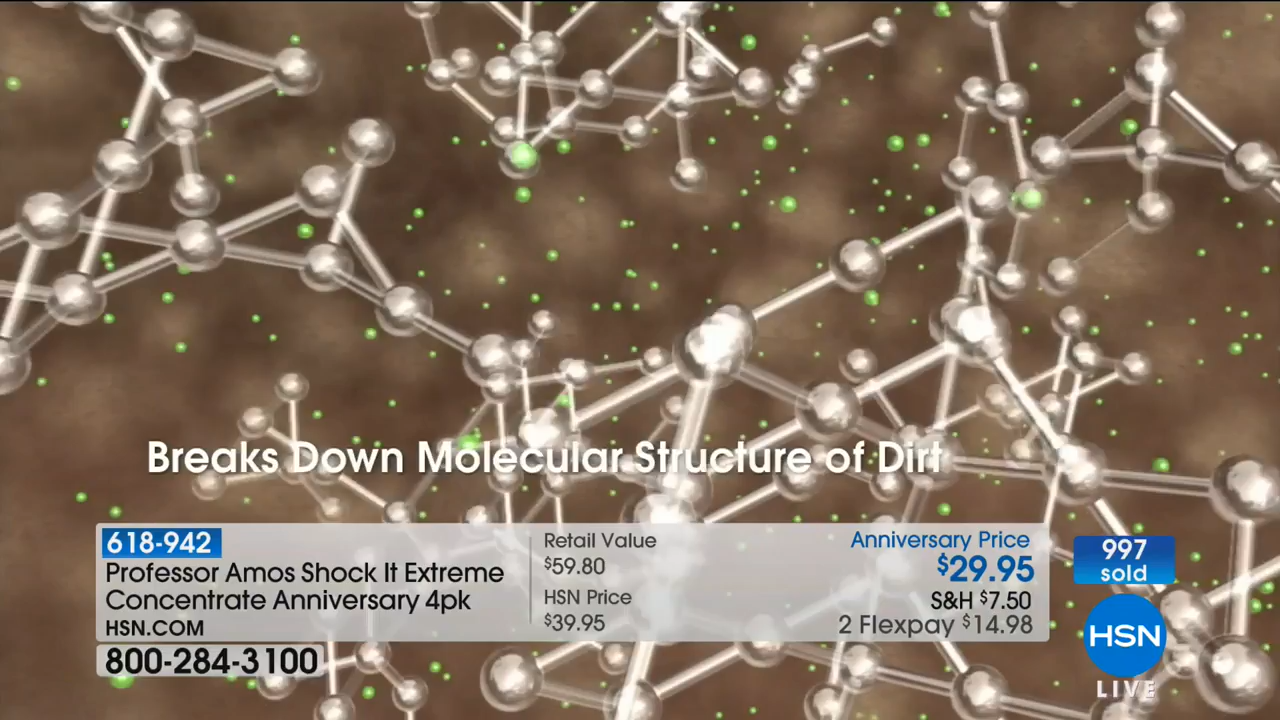 Breaks Down Molecular Structure of Dirt
618-942
Professor Amos Shock It Extreme
Concentrate Anniversary 4pk
HSN.COM
800-284-3100
Retail Value
$59.80
HSN Price
$39.95
Anniversary Price
$29.95
S&H $7.50
2 Flexpay $14.98
997
sold
HSN
LIVE